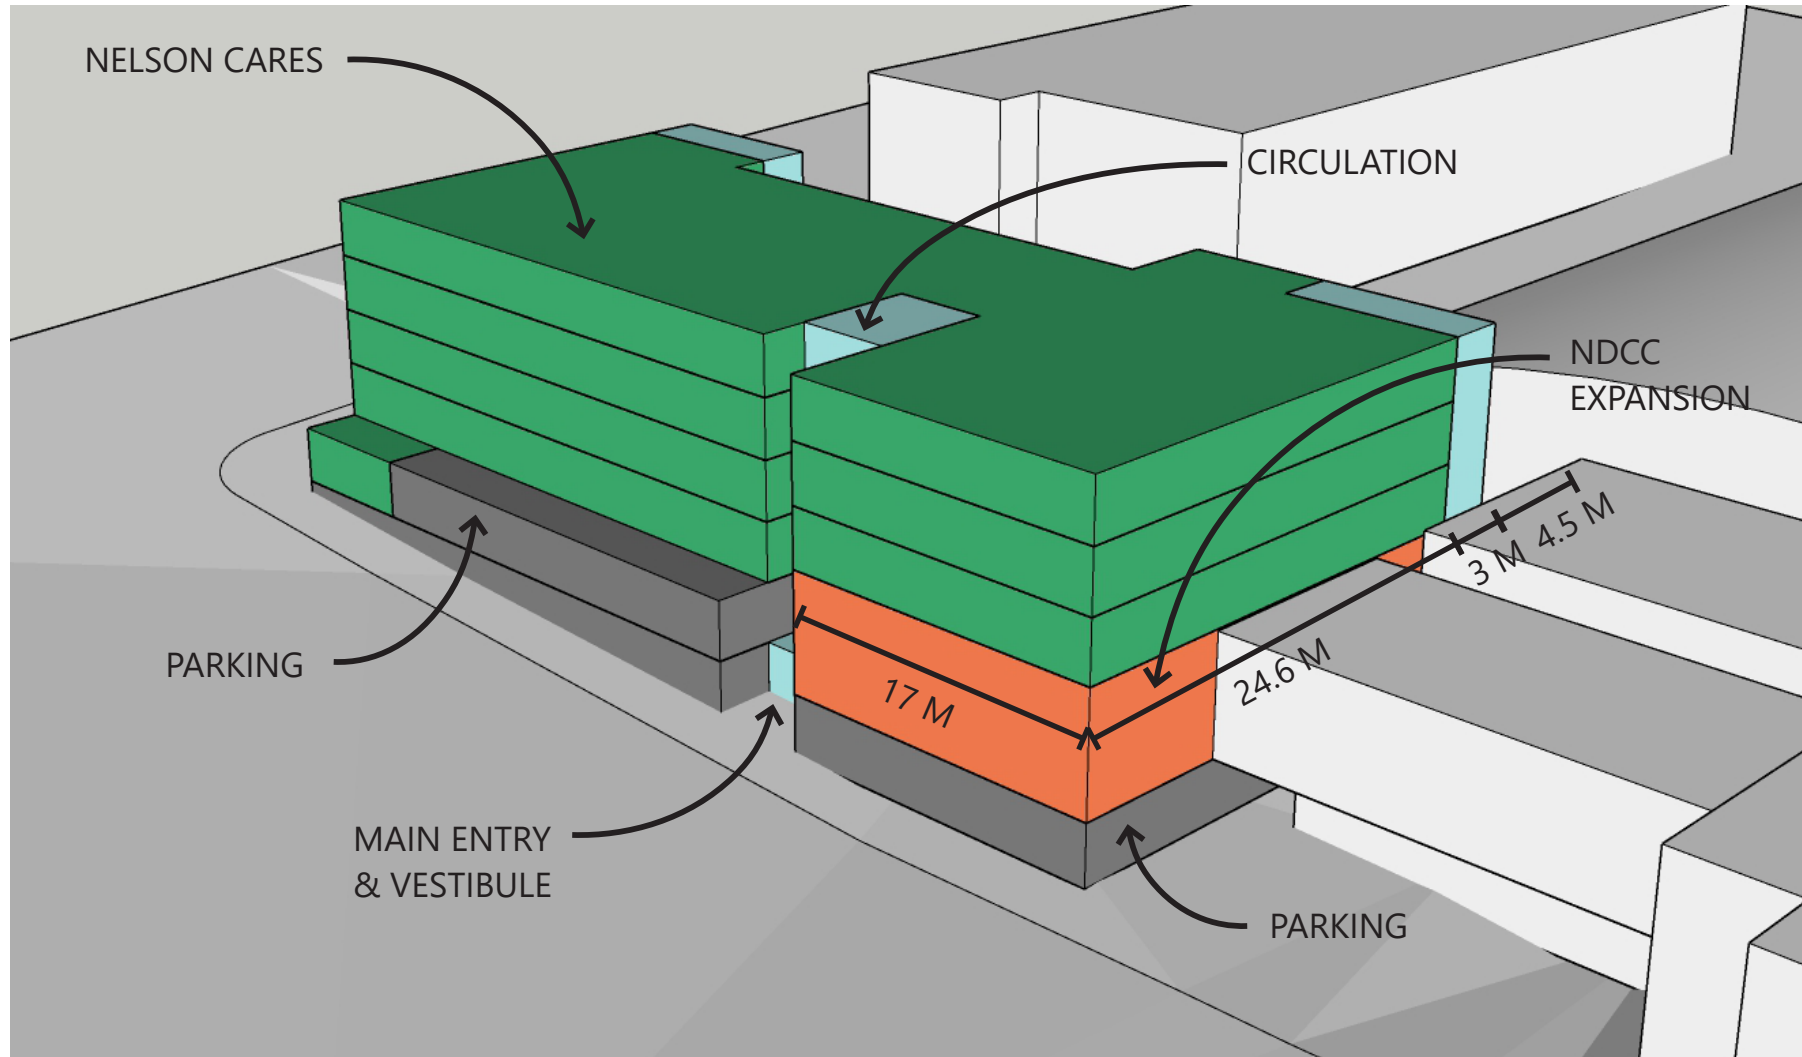 NELSON CARES
CIRCULATION
NDCC
EXPANSION
4.5 M
3 M
24.6 M
17 M
PARKING
MAIN ENTRY
& VESTIBULE
PARKING